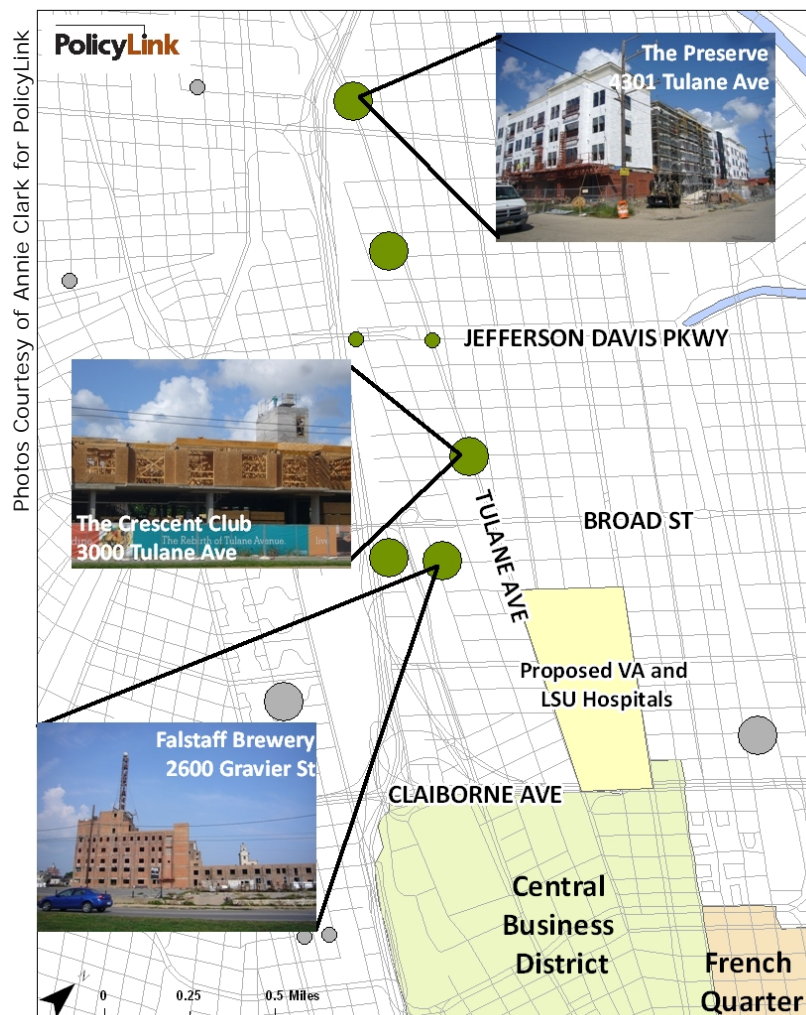 Photos Courtesy of Annie Clark for PolicyLink
PolicyLink
The Preserve
4301 Tulane Ave
JEFFERSON DAVIS PKWY
The Crescent Club
3000 Tulane Ave
The Rebirth of Tulane Avenue.
TULANE AVE
BROAD ST
Proposed VA and
LSU Hospitals
Falstaff Brewery
2600 Gravier St
CLAIBORNE AVE
Central
Business
District
French
Quarter
N
0 0.25 0.5 Miles